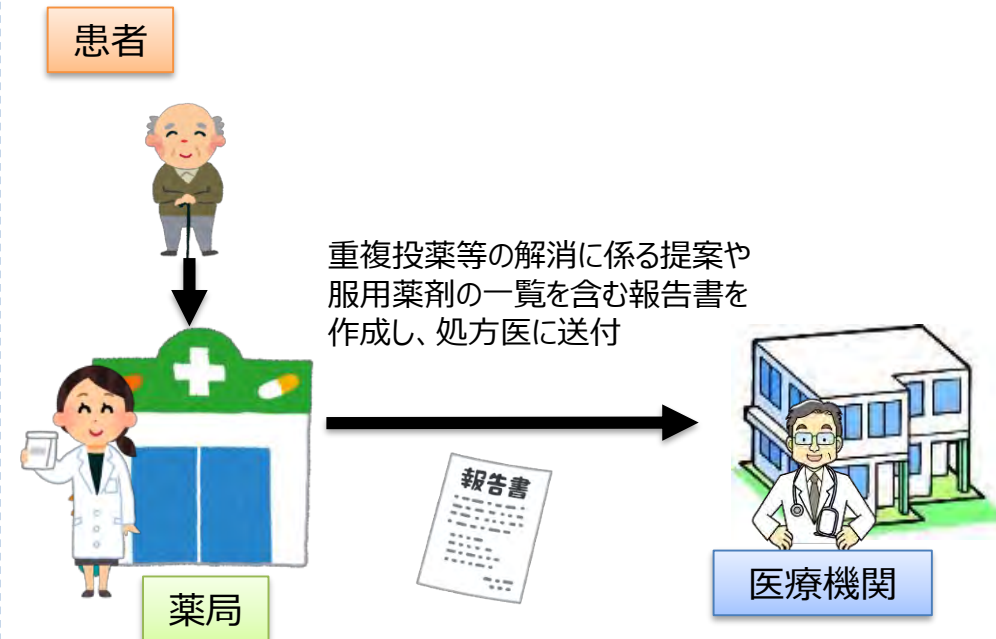 患者
重複投薬等の解消に係る提案や
服用薬剤の一覧を含む報告書を
作成し、処方医に送付
報告書
薬局
医療機関